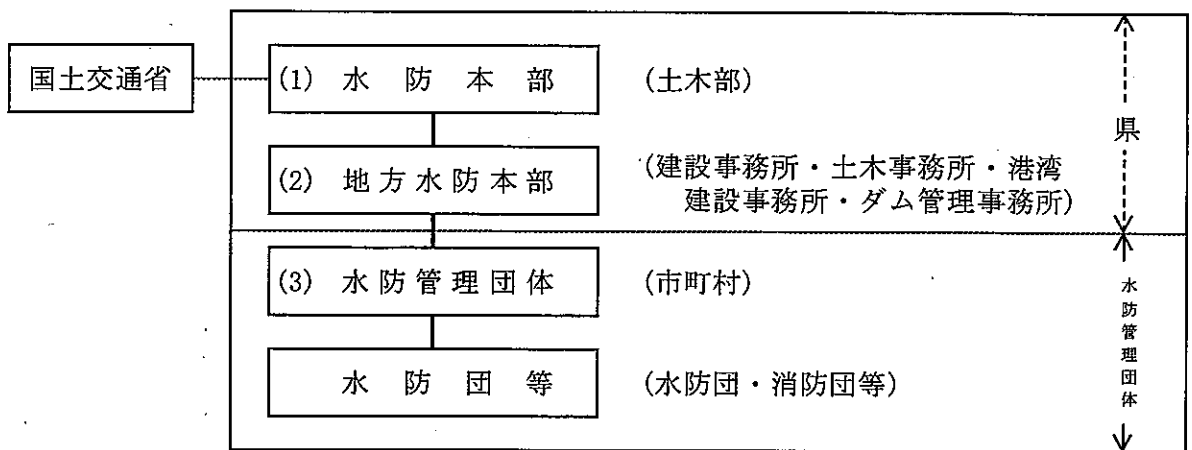 国土交通省
(1) 水防本部
(土木部)
(2) 地方水防本部
(建設事務所・土木事務所・港湾
建設事務所・ダム管理事務所)
県
(3) 水防管理団体
(市町村)
水防団等
(水防団・消防団等)
水防管理団体